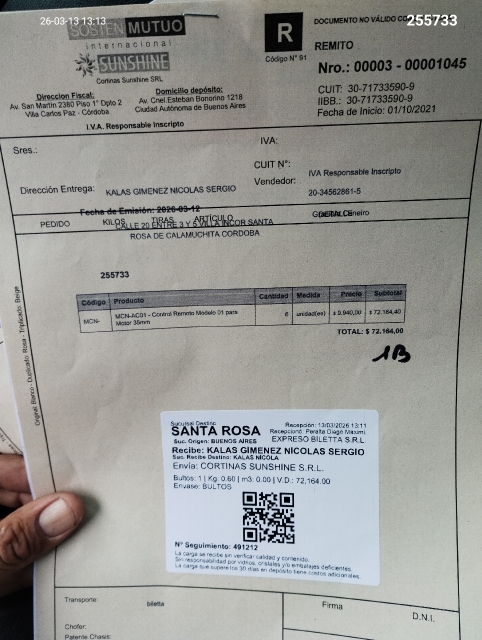 26-03-13 13:13
255733
SOSTEN MUTUO
internacional
SUNSHINE
Cortinas Sunshine SRL
R
Código N° 91
DOCUMENTO NO VÁLIDO CO
REMITO
Nro.: 00003 - 00001045
CUIT: 30-71733590-9
IIBB.: 30-71733590-9
Fecha de Inicio: 01/10/2021
Direccion Fiscal:
Av. San Martin 2380 Piso 1° Dpto 2
Villa Carlos Paz - Córdoba
Domicilio depósito:
Av. Cnel.Esteban Bonorino 1218
Ciudad Autónoma de Buenos Aires
I.V.A. Responsable Inscripto
Sres.:
IVA:
CUIT N°:
IVA Responsable Inscripto
Dirección Entrega:
KALAS GIMENEZ NICOLAS SERGIO
Vendedor:
20-34562861-5
Fecha de Emisión: 2026-03-12
PEDIDO
KILOS
TIRAS
ARTÍCULO
CALLE 20 ENTRE 3 Y 5 VILLA INCOR SANTA
ROSA DE CALAMUCHITA CORDOBA
255733
Código Producto Cantidad Medida Precio Subtotal
MCN- MCN-AC01 - Control Remoto Modelo 01 para Motor 35mm 6 unidad(es) $ 72.164,40
TOTAL: $ 72.164,00
1B
Original Blanco - Duplicado: Rosa - Triplicado: Beige
Sucursal Destino
SANTA ROSA
Suc. Origen: BUENOS AIRES
Recepción: 13/03/2026 13:11
Recepcionó: Peralta Diego Maximi
EXPRESO BILETTA S.R.L.
Recibe: KALAS GIMENEZ NICOLAS SERGIO
Suc. Recibe Destino: KALAS NICOLA
Envía: CORTINAS SUNSHINE S.R.L.
Bultos: 1 | Kg: 0.60 | m3: 0.00 | V.D.: 72,164.00
Envase: BULTOS
N° Seguimiento: 491212
La carga se recibe sin verificar calidad y contenido.
Sin responsabilidad por vidrios, cristales y/o embalajes deficientes.
La carga que supere los 30 días en depósito tiene costos adicionales.
Transporte:
biletta
Chofer:
Patente Chasis:
Firma
D.N.I.